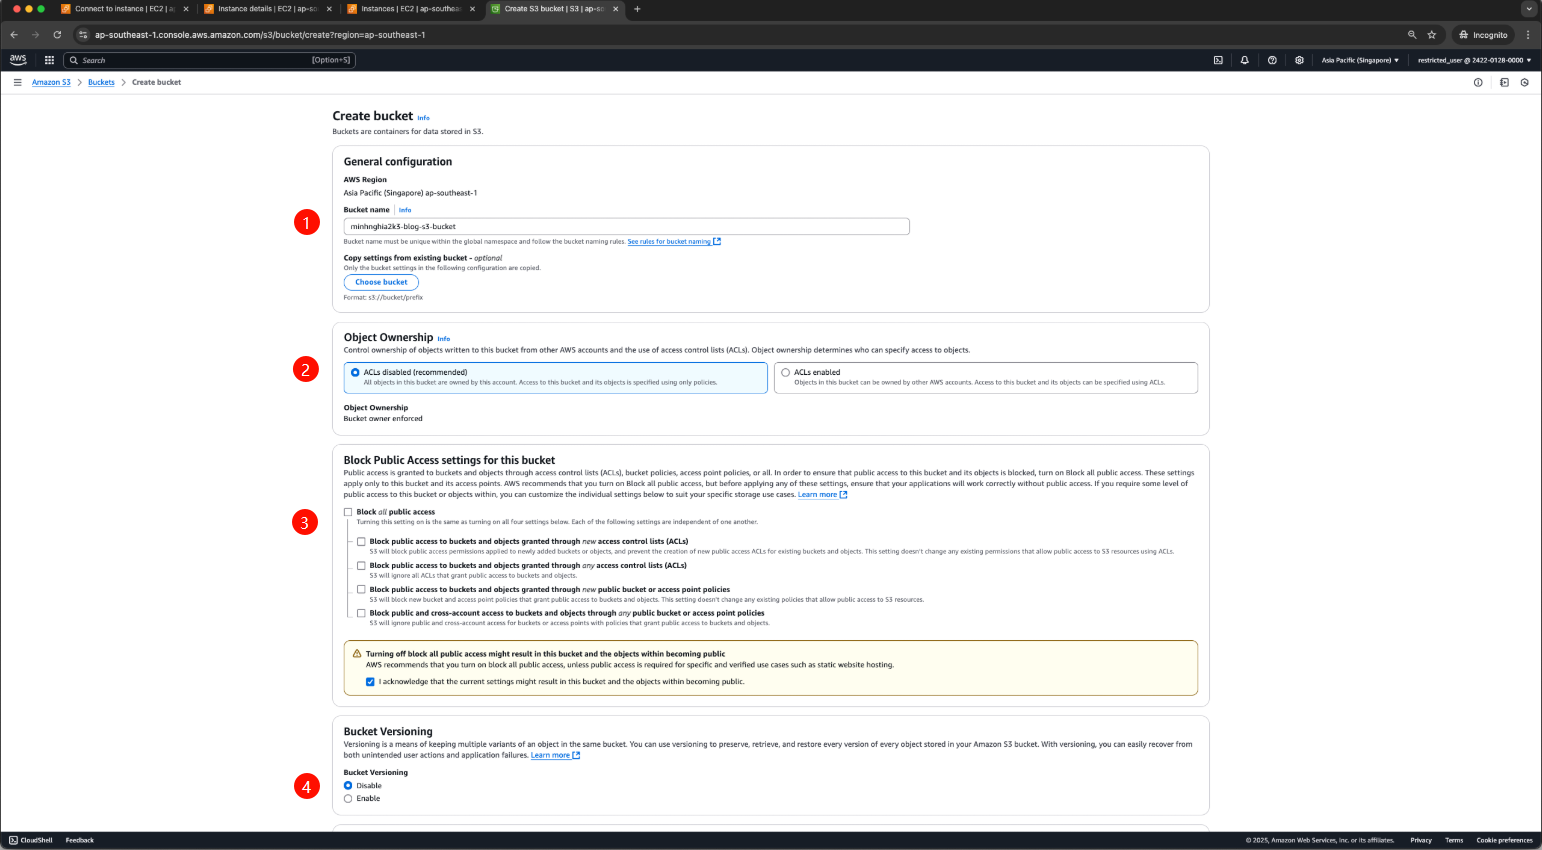 Connect to instance | EC2 | ap
Instance details | EC2 | ap-so
Instances | EC2 | ap-southea
Create S3 bucket | S3 | ap-so
ap-southeast-1.console.aws.amazon.com/s3/bucket/create?region=ap-southeast-1
Incognito
aws
Search
[Option+S]
Asia Pacific (Singapore)
restricted_user @ 2422-0128-0000
Amazon S3 > Buckets > Create bucket
Create bucket Info
Buckets are containers for data stored in S3.
General configuration
AWS Region
Asia Pacific (Singapore) ap-southeast-1
Bucket name Info
1
minhnghia2k3-blog-s3-bucket
Bucket name must be unique within the global namespace and follow the bucket naming rules. See rules for bucket naming
Copy settings from existing bucket - optional
Only the bucket settings in the following configuration are copied.
Choose bucket
Format: s3://bucket/prefix
Object Ownership Info
Control ownership of objects written to this bucket from other AWS accounts and the use of access control lists (ACLs). Object ownership determines who can specify access to objects.
2
ACLs disabled (recommended)
All objects in this bucket are owned by this account. Access to this bucket and its objects is specified using only policies.
ACLs enabled
Objects in this bucket can be owned by other AWS accounts. Access to this bucket and its objects can be specified using ACLs.
Object Ownership
Bucket owner enforced
Block Public Access settings for this bucket
Public access is granted to buckets and objects through access control lists (ACLs), bucket policies, access point policies, or all. In order to ensure that public access to this bucket and its objects is blocked, turn on Block all public access. These settings
apply only to this bucket and its access points. AWS recommends that you turn on Block all public access, but before applying any of these settings, ensure that your applications will work correctly without public access. If you require some level of
public access to this bucket or objects within, you can customize the individual settings below to suit your specific storage use cases. Learn more
3
Block all public access
Turning this setting on is the same as turning on all four settings below. Each of the following settings are independent of one another.
Block public access to buckets and objects granted through new access control lists (ACLs)
S3 will block public access permissions applied to newly added buckets or objects, and prevent the creation of new public access ACLs for existing buckets and objects. This setting doesn't change any existing permissions that allow public access to S3 resources using ACLs.
Block public access to buckets and objects granted through any access control lists (ACLs)
S3 will ignore all ACLs that grant public access to buckets and objects.
Block public access to buckets and objects granted through new public bucket or access point policies
S3 will block new bucket and access point policies that grant public access to buckets and objects. This setting doesn't change any existing policies that allow public access to S3 resources.
Block public and cross-account access to buckets and objects through any public bucket or access point policies
S3 will ignore public and cross-account access for buckets or access points with policies that grant public access to buckets and objects.
Turning off block all public access might result in this bucket and the objects within becoming public
AWS recommends that you turn on block all public access, unless public access is required for specific and verified use cases such as static website hosting.
I acknowledge that the current settings might result in this bucket and the objects within becoming public.
Bucket Versioning
Versioning is a means of keeping multiple variants of an object in the same bucket. You can use versioning to preserve, retrieve, and restore every version of every object stored in your Amazon S3 bucket. With versioning, you can easily recover from
both unintended user actions and application failures. Learn more
Bucket Versioning
4
Disable
Enable
CloudShell
Feedback
© 2025, Amazon Web Services, Inc. or its affiliates.
Privacy
Terms
Cookie preferences